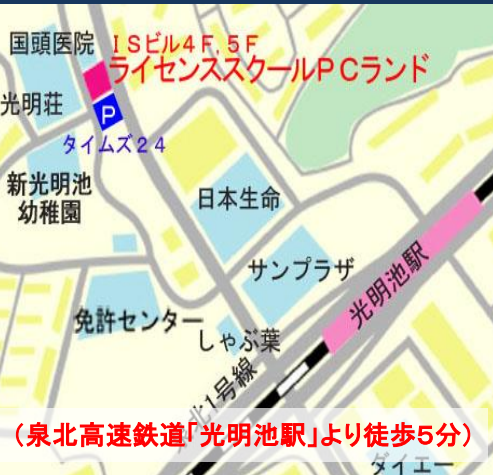 国頭医院
ISビル4F,5F
ライセンススクールPCランド
光明荘
P
タイムズ24
新光明池
幼稚園
日本生命
サンプラザ
光明池駅
免許センター
しゃぶ葉
北1号線
(泉北高速鉄道「光明池駅」より徒歩5分)
ダイエー